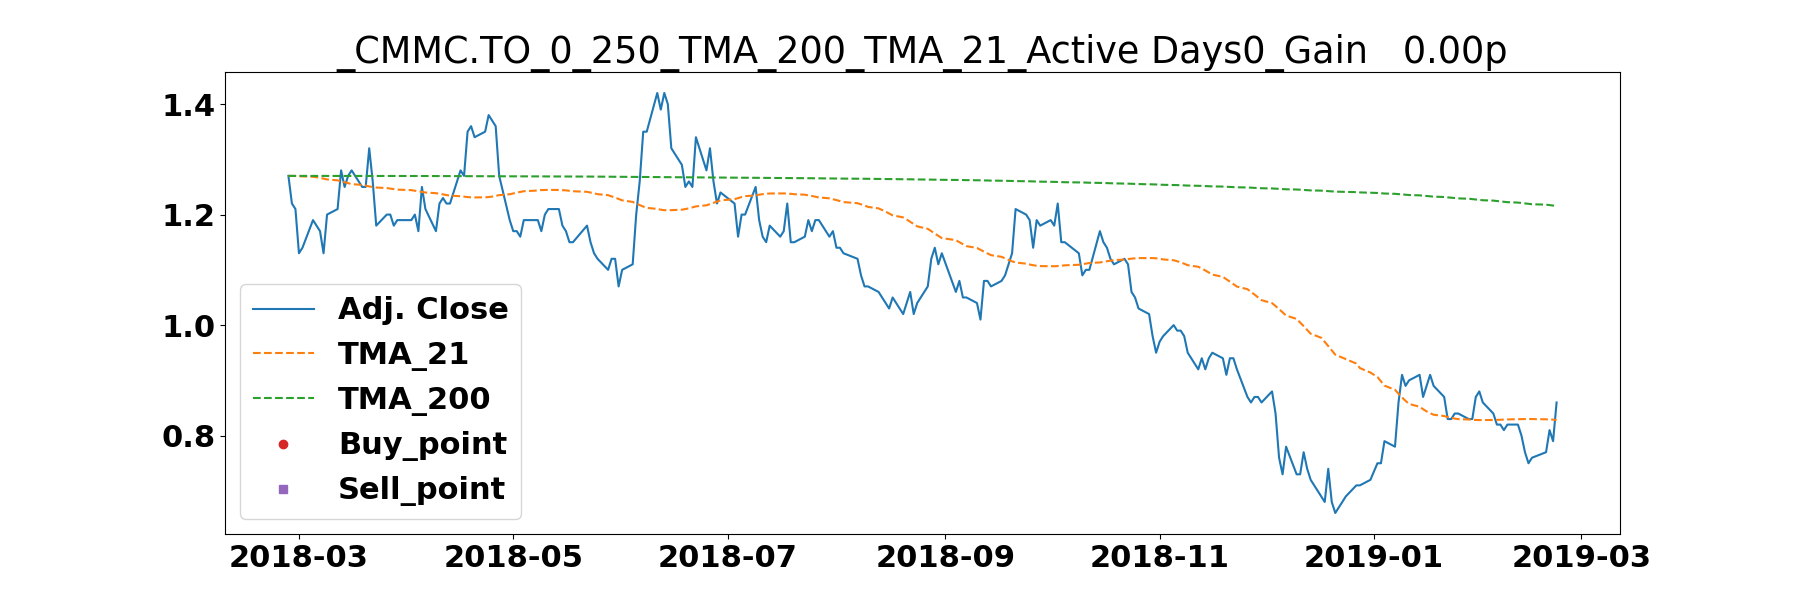 _CMMC.TO_0_250_TMA_200_TMA_21_Active Days0_Gain   0.00p
1.4
1.2
1.0
0.8
Adj. Close
TMA_21
TMA_200
Buy_point
Sell_point
2018-03 2018-05 2018-07 2018-09 2018-11 2019-01 2019-03